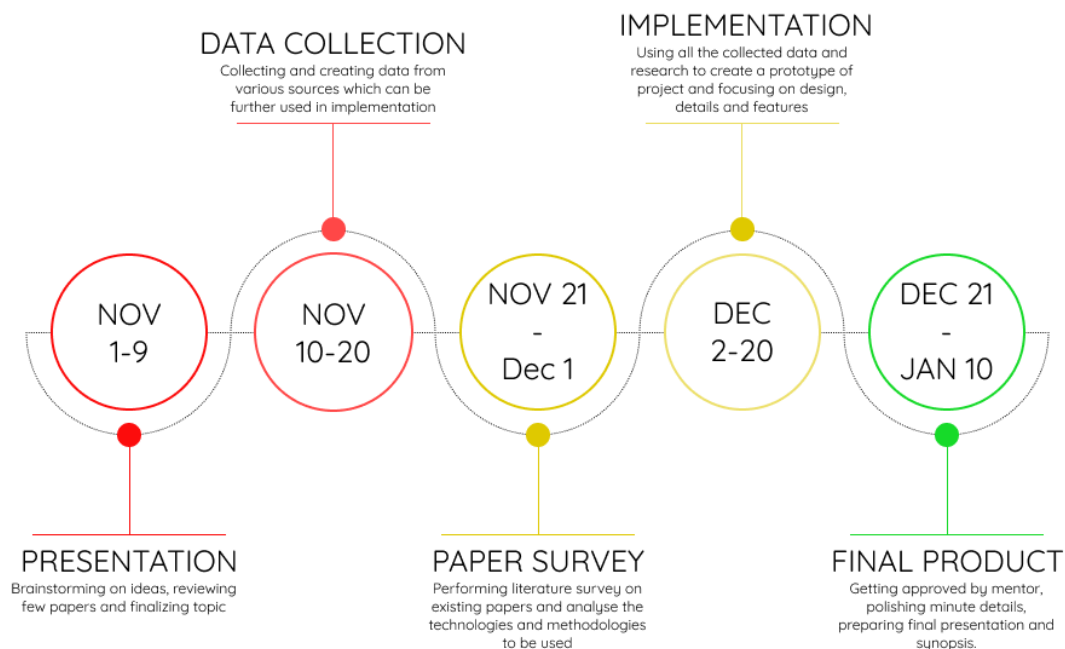 DATA COLLECTION
Collecting and creating data from
various sources which can be
further used in implementation
IMPLEMENTATION
Using all the collected data and
research to create a prototype of
project and focusing on design,
details and features
NOV
1-9
NOV
10-20
NOV 21
-
Dec 1
DEC
2-20
DEC 21
-
JAN 10
PRESENTATION
Brainstorming on ideas, reviewing
few papers and finalizing topic
PAPER SURVEY
Performing literature survey on
existing papers and analyse the
technologies and methodologies
to be used
FINAL PRODUCT
Getting approved by mentor,
polishing minute details,
preparing final presentation and
synopsis.